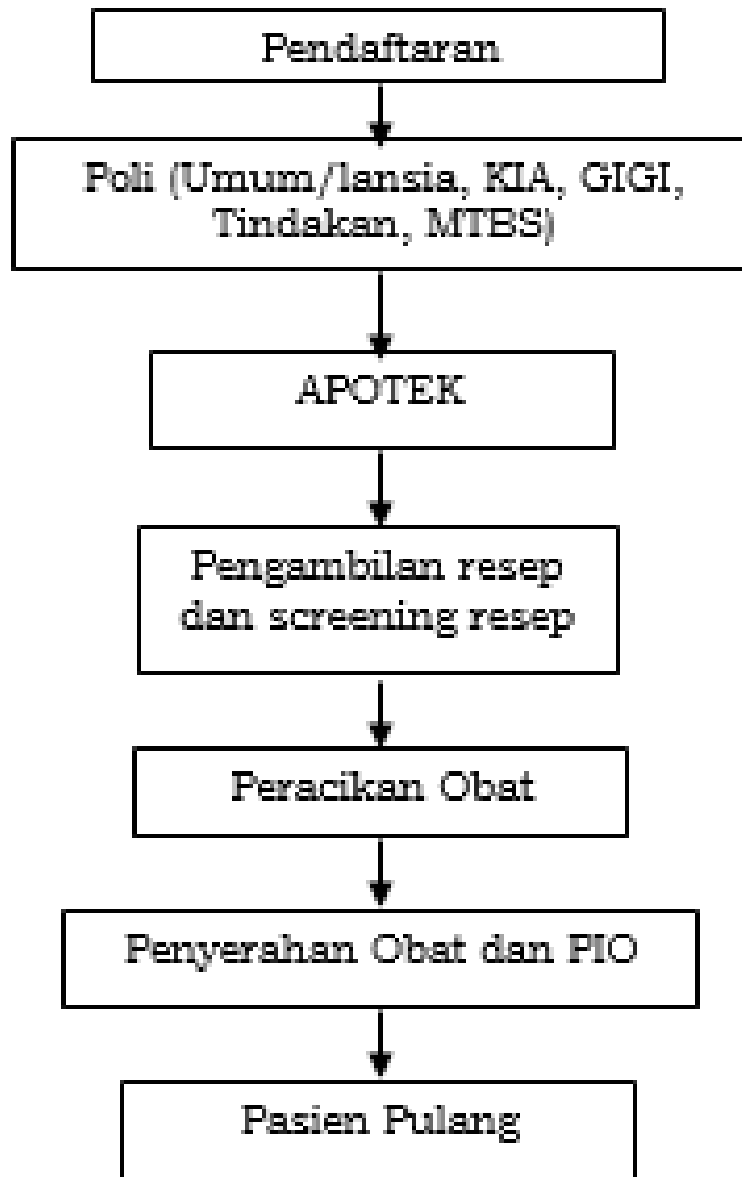 Pendaftaran
Poli (Umum/lansia, KIA, GIGI,
Tindakan, MTBS)
APOTEK
Pengambilan resep
dan screening resep
Peracikan Obat
Penyerahan Obat dan PIO
Pasien Pulang